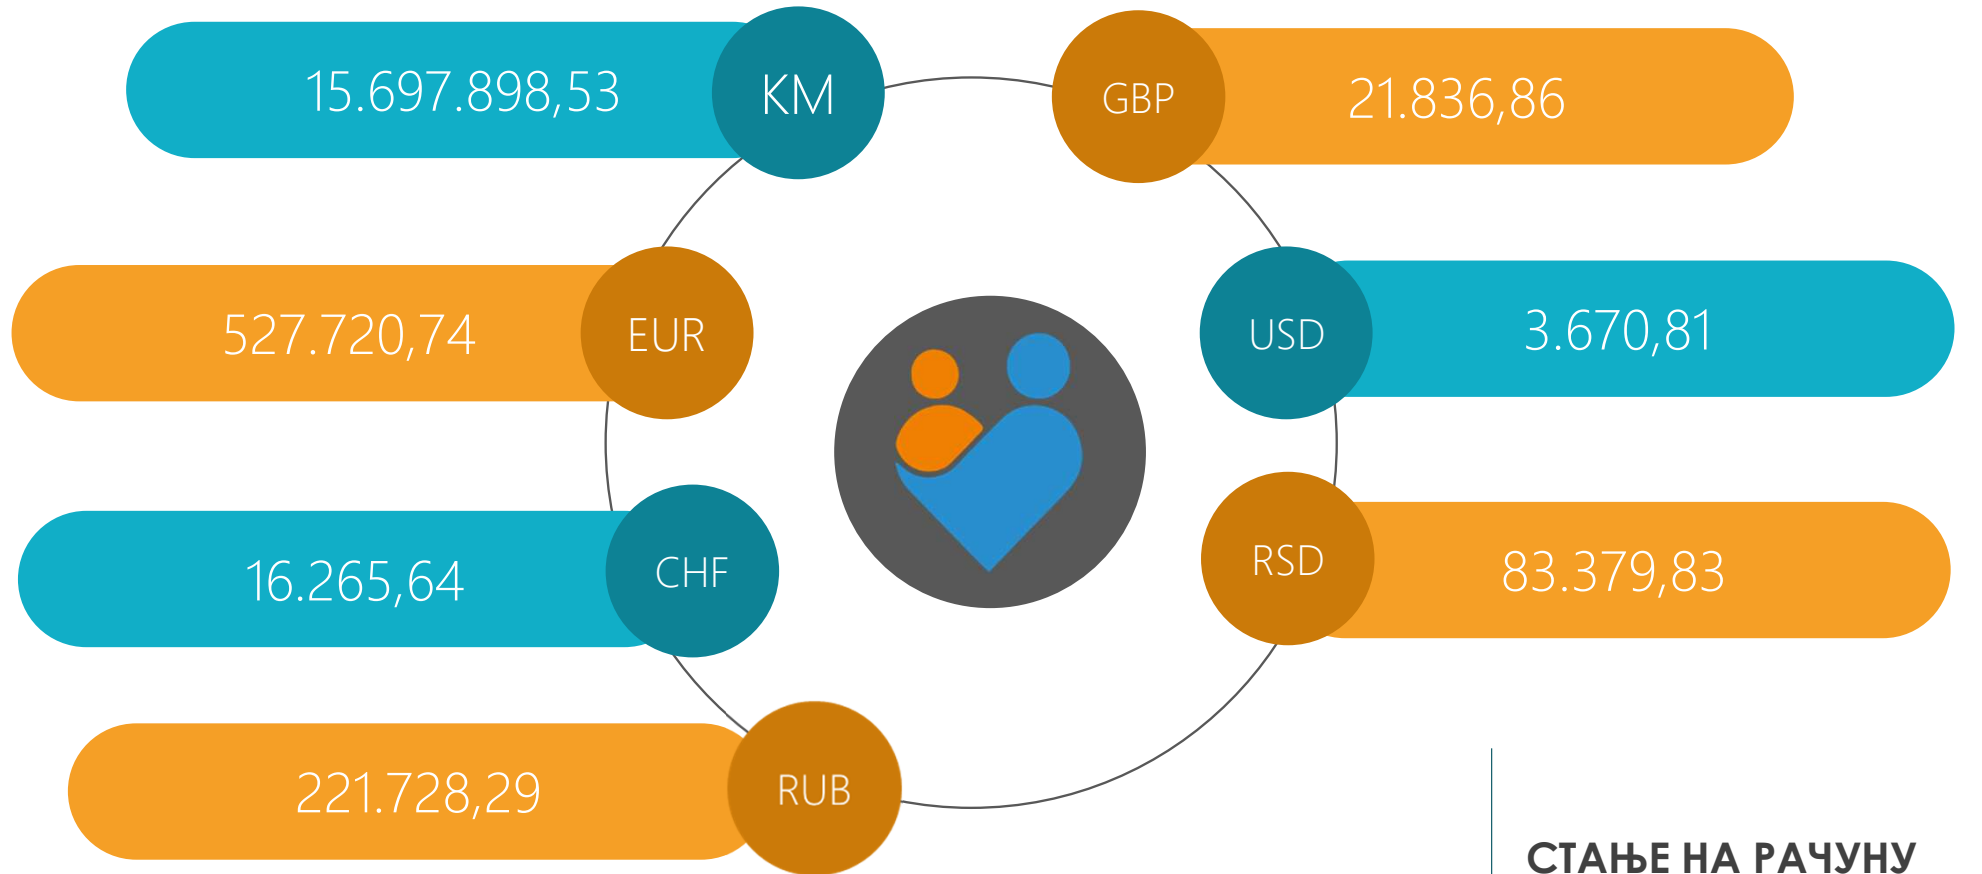 15.697.898,53 KM
GBP 21.836,86
527.720,74 EUR
USD 3.670,81
16.265,64 CHF
RSD 83.379,83
221.728,29 RUB
СТАЊЕ НА РАЧУНУ